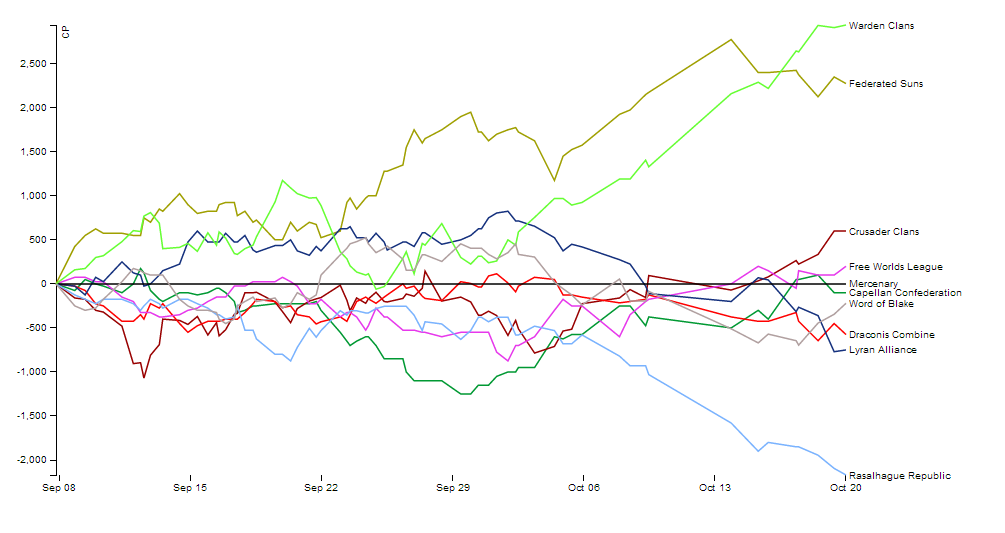 CP
2,500
2,000
1,500
1,000
500
0
-500
-1,000
-1,500
-2,000
Sep 08
Sep 15
Sep 22
Sep 29
Oct 06
Oct 13
Oct 20
Warden Clans
Federated Suns
Crusader Clans
Free Worlds League
Mercenary
Capellan Confederation
Word of Blake
Draconis Combine
Lyran Alliance
Rasalhague Republic